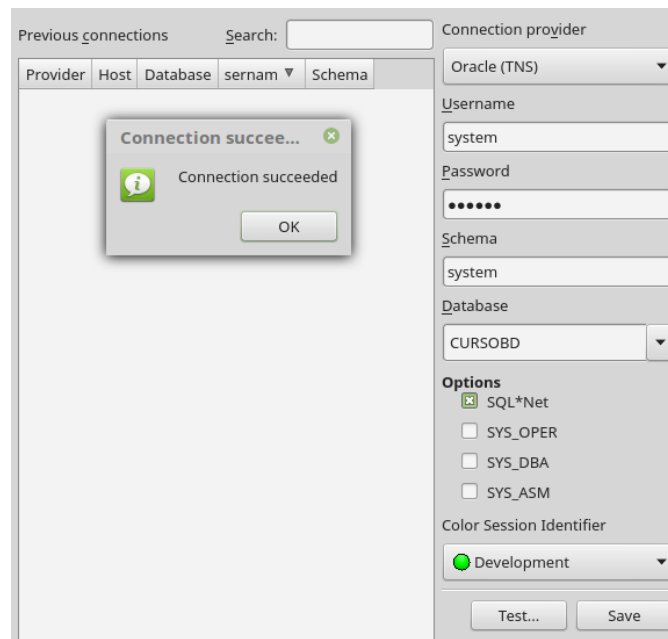 Previous connections Search:
Provider Host Database sernam Schema
Connection succee...
Connection succeeded
OK
Connection provider
Oracle (TNS)
Username
system
Password
••••••
Schema
system
Database
CURSOBD
Options
SQL*Net
SYS_OPER
SYS_DBA
SYS_ASM
Color Session Identifier
Development
Test... Save